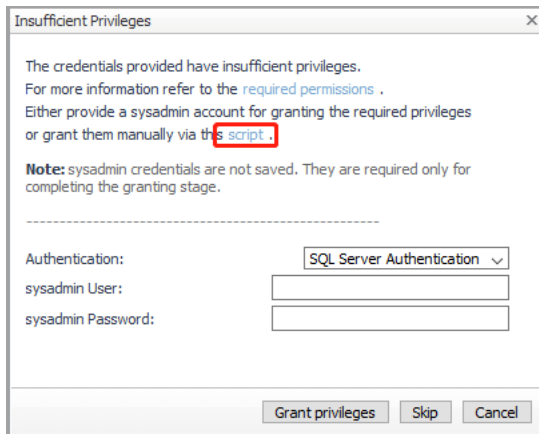 Insufficient Privileges
The credentials provided have insufficient privileges.
For more information refer to the required permissions .
Either provide a sysadmin account for granting the required privileges
or grant them manually via this script .
Note: sysadmin credentials are not saved. They are required only for
completing the granting stage.
----------------------------------------------------
Authentication: SQL Server Authentication
sysadmin User:
sysadmin Password:
Grant privileges Skip Cancel